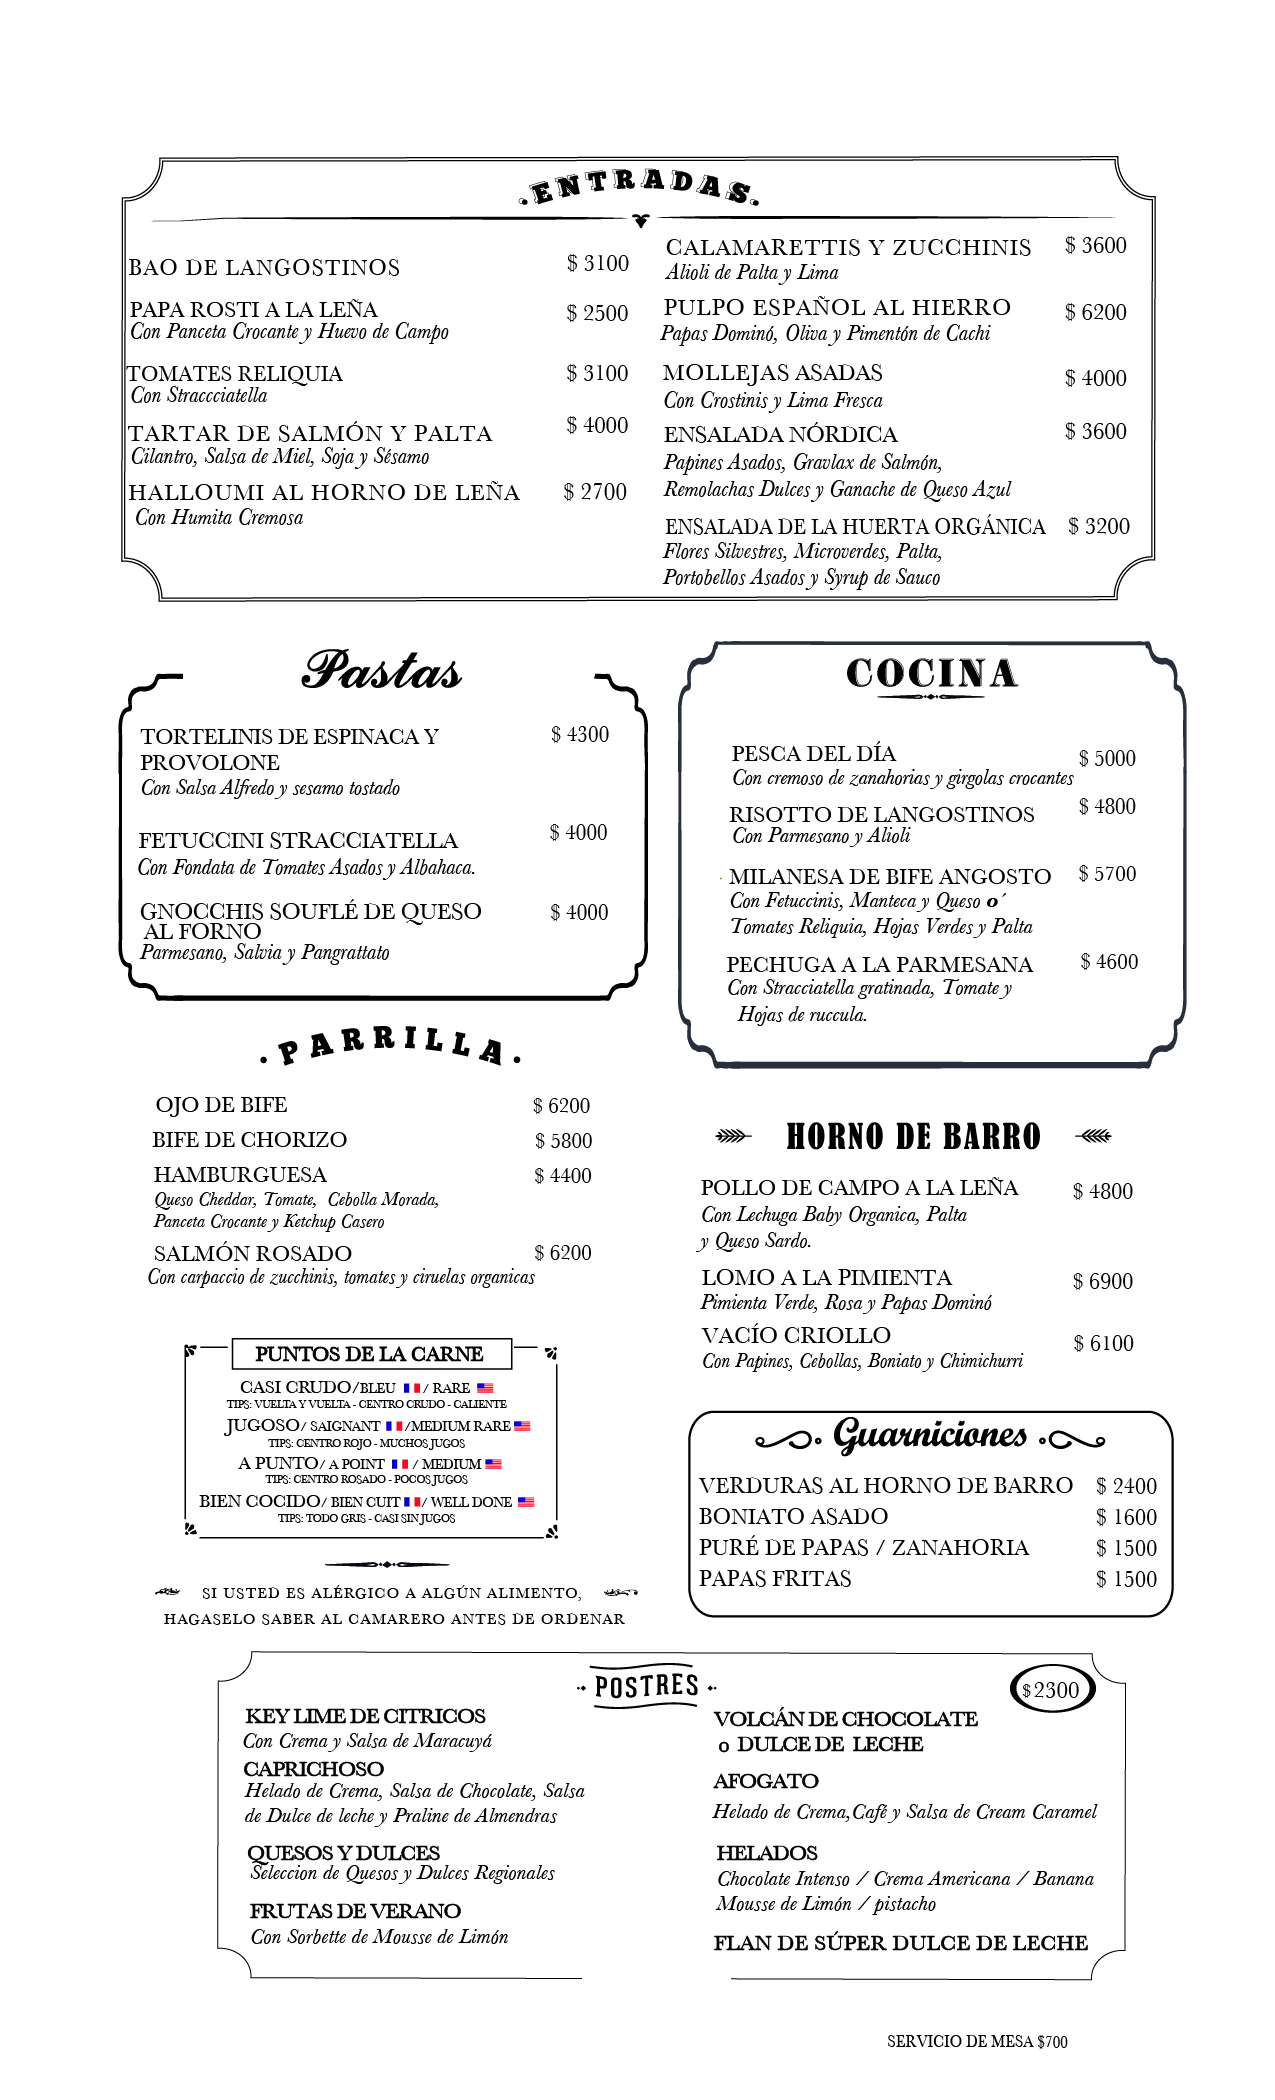 .ENTRADAS.
BAO DE LANGOSTINOS $ 3100
PAPA ROSTI A LA LEÑA $ 2500
Con Panceta Crocante y Huevo de Campo
TOMATES RELIQUIA $ 3100
Con Straccciatella
TARTAR DE SALMÓN Y PALTA $ 4000
Cilantro, Salsa de Miel, Soja y Sésamo
HALLOUMI AL HORNO DE LEÑA $ 2700
Con Humita Cremosa
CALAMARETTIS Y ZUCCHINIS $ 3600
Alioli de Palta y Lima
PULPO ESPAÑOL AL HIERRO $ 6200
Papas Dominó, Oliva y Pimentón de Cachi
MOLLEJAS ASADAS $ 4000
Con Crostinis y Lima Fresca
ENSALADA NÓRDICA $ 3600
Papines Asados, Gravlax de Salmón,
Remolachas Dulces y Ganache de Queso Azul
ENSALADA DE LA HUERTA ORGÁNICA $ 3200
Flores Silvestres, Microverdes, Palta,
Portobellos Asados y Syrup de Sauco
Pastas
TORTELINIS DE ESPINACA Y $ 4300
PROVOLONE
Con Salsa Alfredo y sesamo tostado
FETUCCINI STRACCIATELLA $ 4000
Con Fondata de Tomates Asados y Albahaca.
GNOCCHIS SOUFLÉ DE QUESO $ 4000
AL FORNO
Parmesano, Salvia y Pangrattato
COCINA
PESCA DEL DÍA $ 5000
Con cremoso de zanahorias y girgolas crocantes
RISOTTO DE LANGOSTINOS $ 4800
Con Parmesano y Alioli
MILANESA DE BIFE ANGOSTO $ 5700
Con Fetuccinis, Manteca y Queso o´
Tomates Reliquia, Hojas Verdes y Palta
PECHUGA A LA PARMESANA $ 4600
Con Stracciatella gratinada, Tomate y
Hojas de ruccula.
.PARRILLA.
OJO DE BIFE $ 6200
BIFE DE CHORIZO $ 5800
HAMBURGUESA $ 4400
Queso Cheddar, Tomate, Cebolla Morada,
Panceta Crocante y Ketchup Casero
SALMÓN ROSADO $ 6200
Con carpaccio de zucchinis, tomates y ciruelas organicas
HORNO DE BARRO
POLLO DE CAMPO A LA LEÑA $ 4800
Con Lechuga Baby Organica, Palta
y Queso Sardo.
LOMO A LA PIMIENTA $ 6900
Pimienta Verde, Rosa y Papas Dominó
VACÍO CRIOLLO $ 6100
Con Papines, Cebollas, Boniato y Chimichurri
PUNTOS DE LA CARNE
CASI CRUDO/BLEU / RARE
TIPS: VUELTA Y VUELTA - CENTRO CRUDO - CALIENTE
JUGOSO/ SAIGNANT /MEDIUM RARE
TIPS: CENTRO ROJO - MUCHOS JUGOS
A PUNTO/ A POINT / MEDIUM
TIPS: CENTRO ROSADO - POCOS JUGOS
BIEN COCIDO/ BIEN CUIT / WELL DONE
TIPS: TODO GRIS - CASI SIN JUGOS
SI USTED ES ALÉRGICO A ALGÚN ALIMENTO,
HAGASELO SABER AL CAMARERO ANTES DE ORDENAR
Guarniciones
VERDURAS AL HORNO DE BARRO $ 2400
BONIATO ASADO $ 1600
PURÉ DE PAPAS / ZANAHORIA $ 1500
PAPAS FRITAS $ 1500
POSTRES
$2300
KEY LIME DE CITRICOS
Con Crema y Salsa de Maracuyá
CAPRICHOSO
Helado de Crema, Salsa de Chocolate, Salsa
de Dulce de leche y Praline de Almendras
QUESOS Y DULCES
Seleccion de Quesos y Dulces Regionales
FRUTAS DE VERANO
Con Sorbette de Mousse de Limón
VOLCÁN DE CHOCOLATE
o DULCE DE LECHE
AFOGATO
Helado de Crema,Café y Salsa de Cream Caramel
HELADOS
Chocolate Intenso / Crema Americana / Banana
Mousse de Limón / pistacho
FLAN DE SÚPER DULCE DE LECHE
SERVICIO DE MESA $700